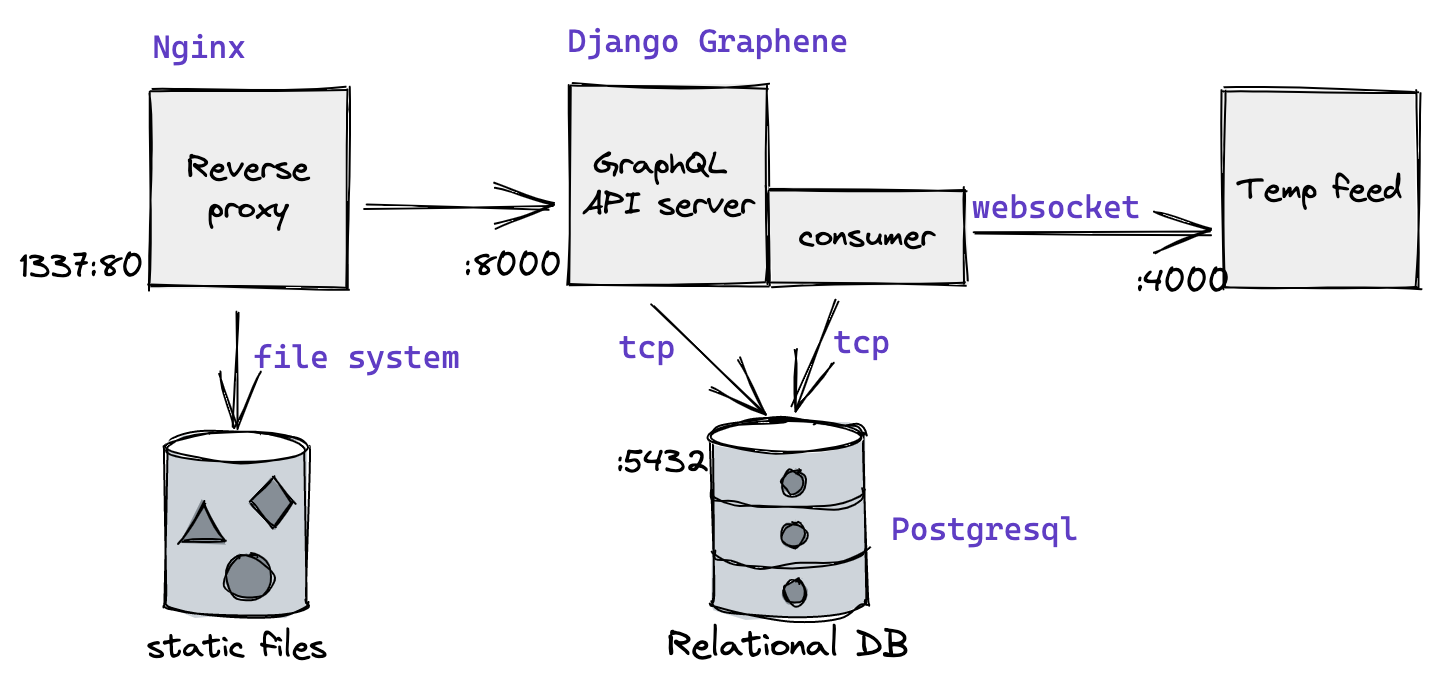 Nginx
Django Graphene
Reverse
proxy
1337:80
GraphQL
API server
:8000
consumer
websocket
Temp feed
:4000
file system
tcp
tcp
:5432
Postgresql
static files
Relational DB